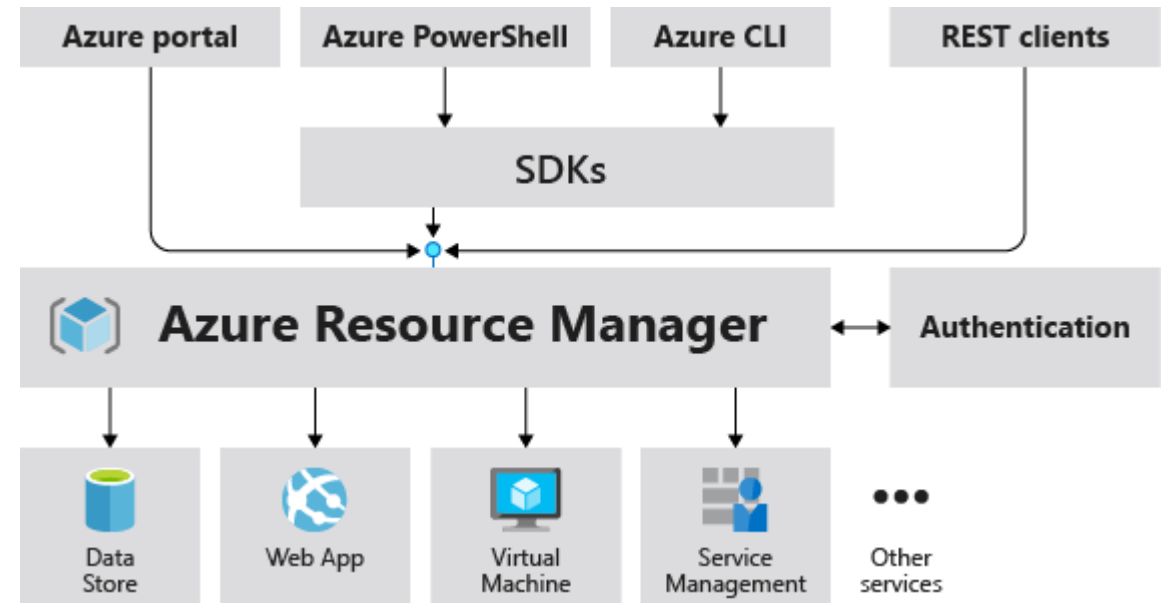 Azure portal
Azure PowerShell
Azure CLI
REST clients
SDKs
Azure Resource Manager
Authentication
Data
Store
Web App
Virtual
Machine
Service
Management
Other
services